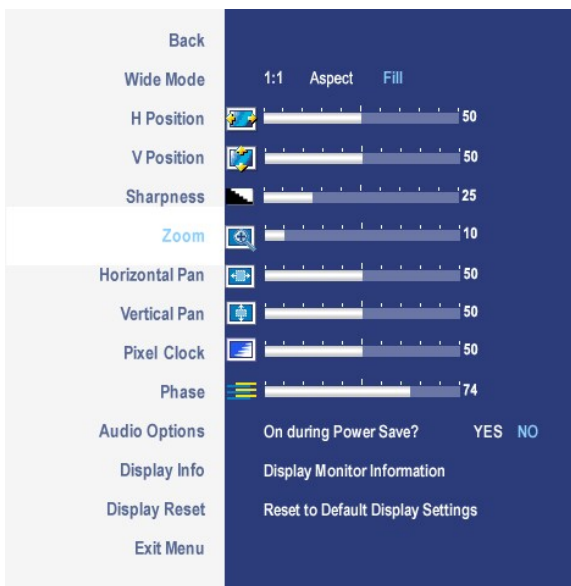 Back
Wide Mode 1:1 Aspect Fill
H Position 50
V Position 50
Sharpness 25
Zoom 10
Horizontal Pan 50
Vertical Pan 50
Pixel Clock 50
Phase 74
Audio Options On during Power Save? YES NO
Display Info Display Monitor Information
Display Reset Reset to Default Display Settings
Exit Menu